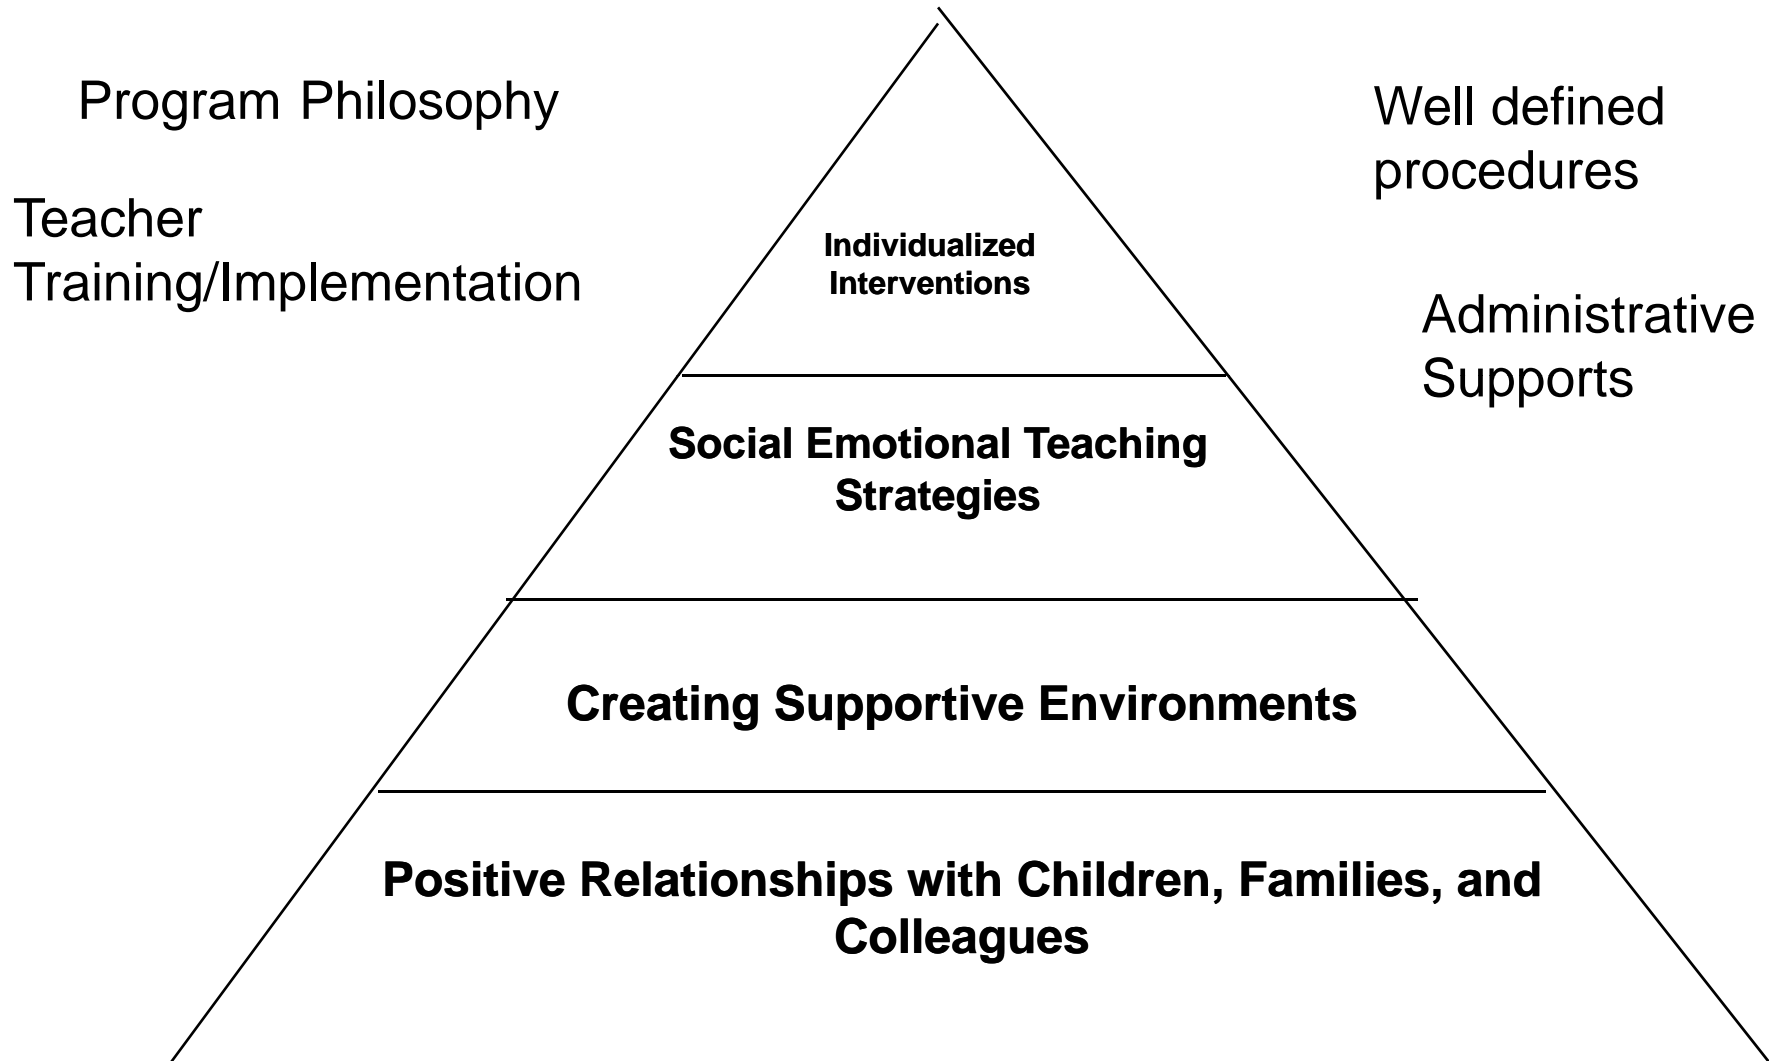 Program Philosophy
Teacher
Training/Implementation
Well defined
procedures
Administrative
Supports
Individualized
Interventions
Social Emotional Teaching
Strategies
Creating Supportive Environments
Positive Relationships with Children, Families, and
Colleagues